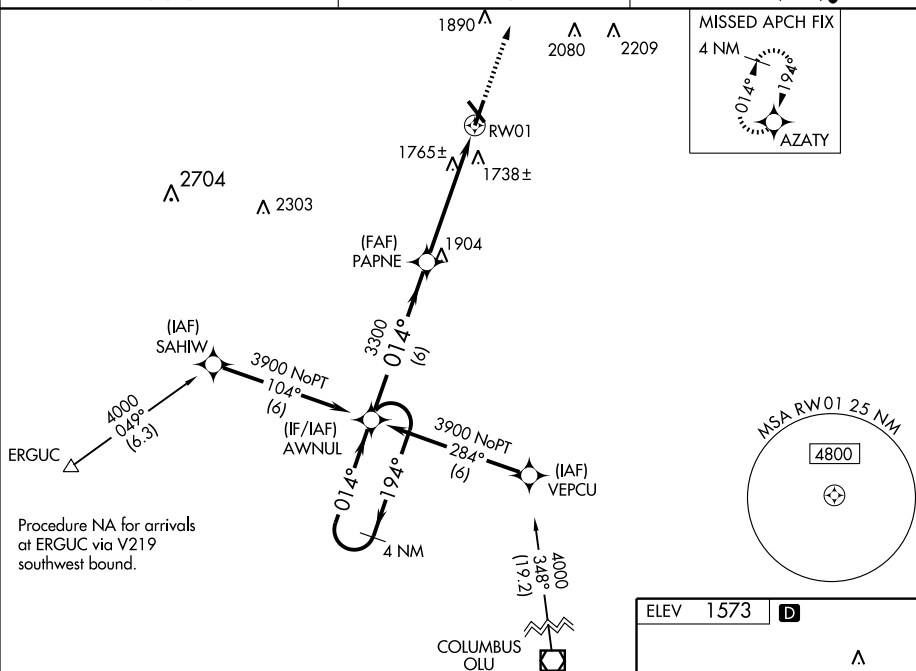 1890
2080
2209
MISSED APCH FIX
4 NM
014°
194°
AZATY
RW01
1765±
1738±
2704
2303
(FAF)
PAPNE
1904
(IAF)
SAHIW
3300
014°
(6)
3900 NoPT
104°
(6)
4000
049°
(6.3)
ERGUC
(IF/IAF)
AWNUL
3900 NoPT
284°
(6)
(IAF)
VEPCU
014°
194°
4 NM
MSA RW01 25 NM
4800
Procedure NA for arrivals
at ERGUC via V219
southwest bound.
4000
348°
(19.2)
COLUMBUS
OLU
ELEV 1573 D